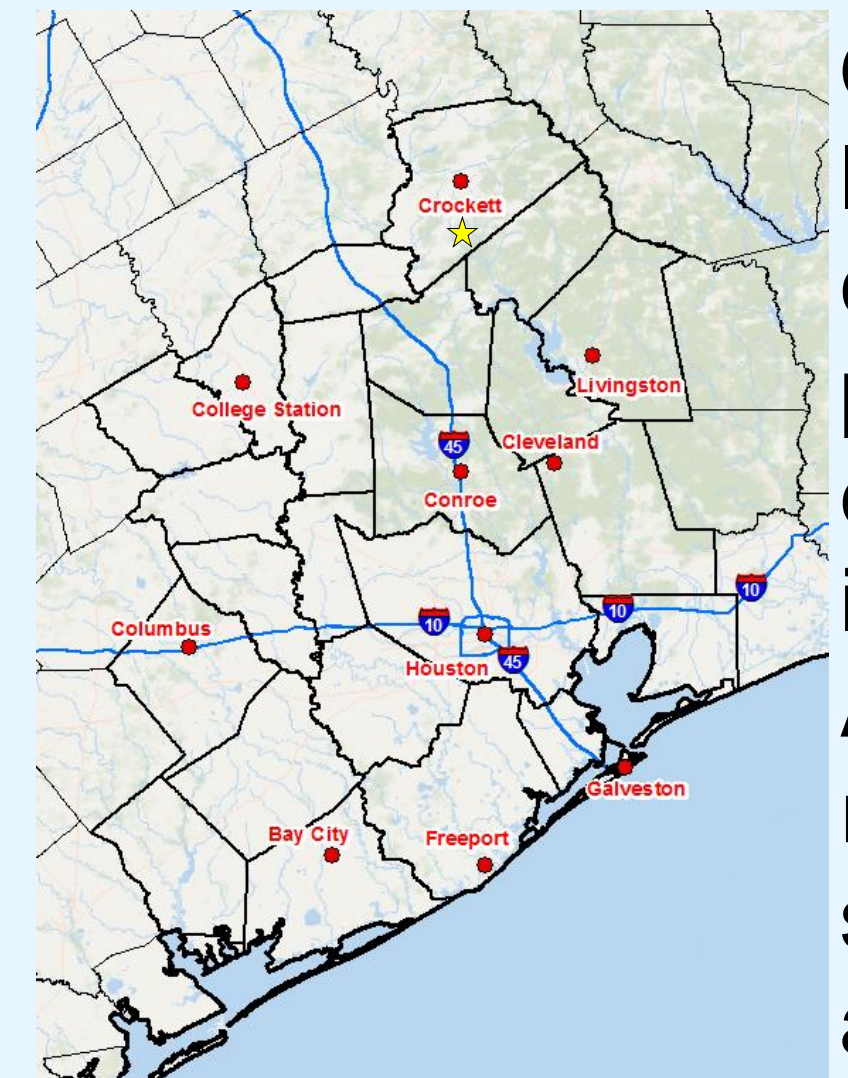 Crockett
Livingston
College Station
Cleveland
45
Conroe
10
10
Columbus
10
Houston
45
Galveston
Bay City
Freeport